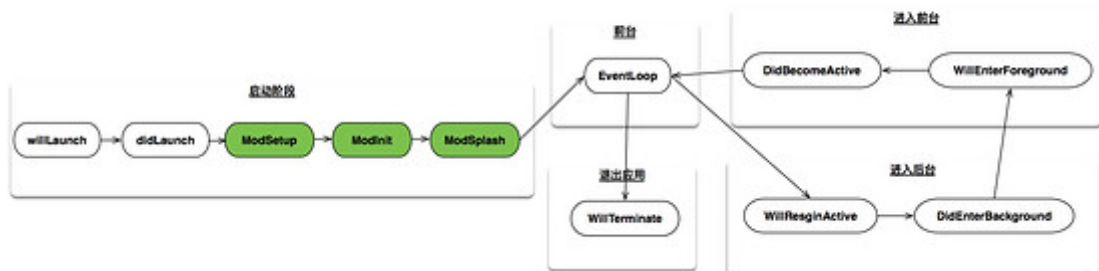 启动阶段
willLaunch
didLaunch
ModSetup
ModInit
ModSplash
前台
EventLoop
退出应用
WillTerminate
进入前台
DidBecomeActive
WillEnterForeground
进入后台
WillResginActive
DidEnterBackground